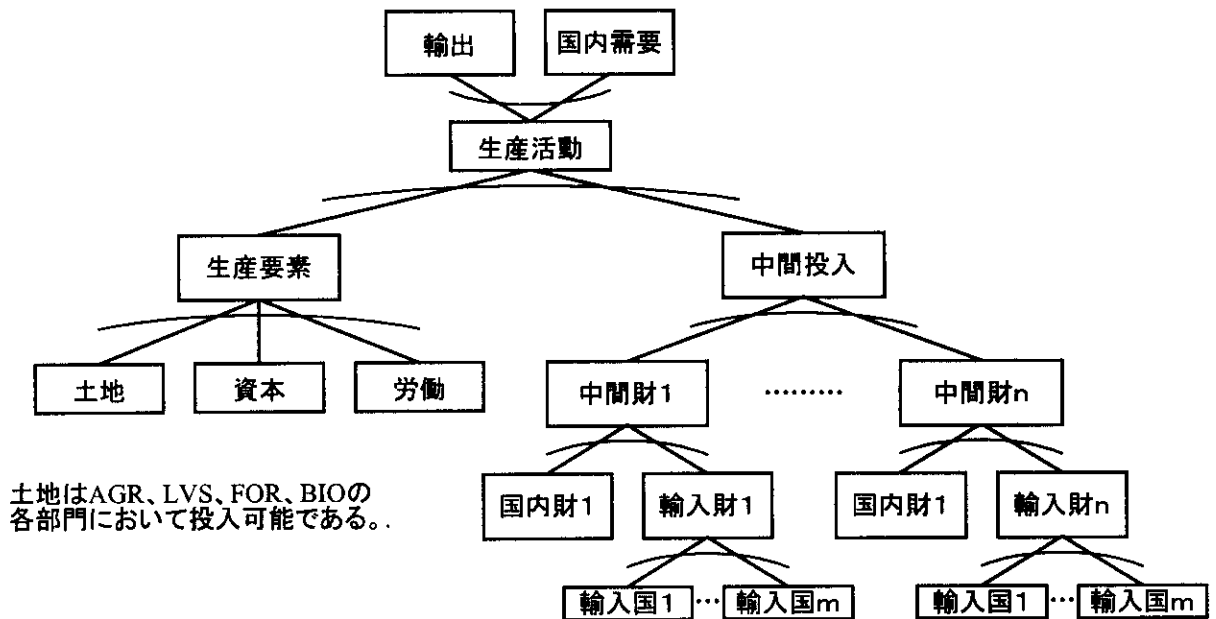 輸出
国内需要
生産活動
生産要素
中間投入
土地
資本
労働
中間財1
………
中間財n
国内財1
輸入財1
国内財1
輸入財n
土地はAGR、LVS、FOR、BIOの
各部門において投入可能である。.
輸入国1
…
輸入国m
輸入国1
…
輸入国m